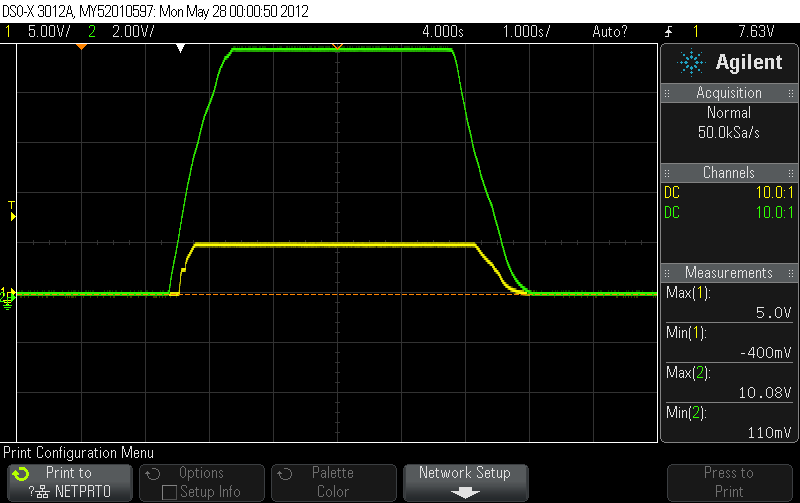 DSO-X 3012A, MY52010597: Mon May 28 00:00:50 2012
1 5.00V/ 2 2.00V/ 4.000s 1.000s/ Auto? 1 7.63V
Agilent
Acquisition
Normal
50.0kSa/s
Channels
DC 10.0:1
DC 10.0:1
Measurements
Max(1):
5.0V
Min(1):
-400mV
Max(2):
10.08V
Min(2):
110mV
T
1
2
Print Configuration Menu
Print to
? NETPRT0
Options
Setup Info
Palette
Color
Network Setup
Press to
Print